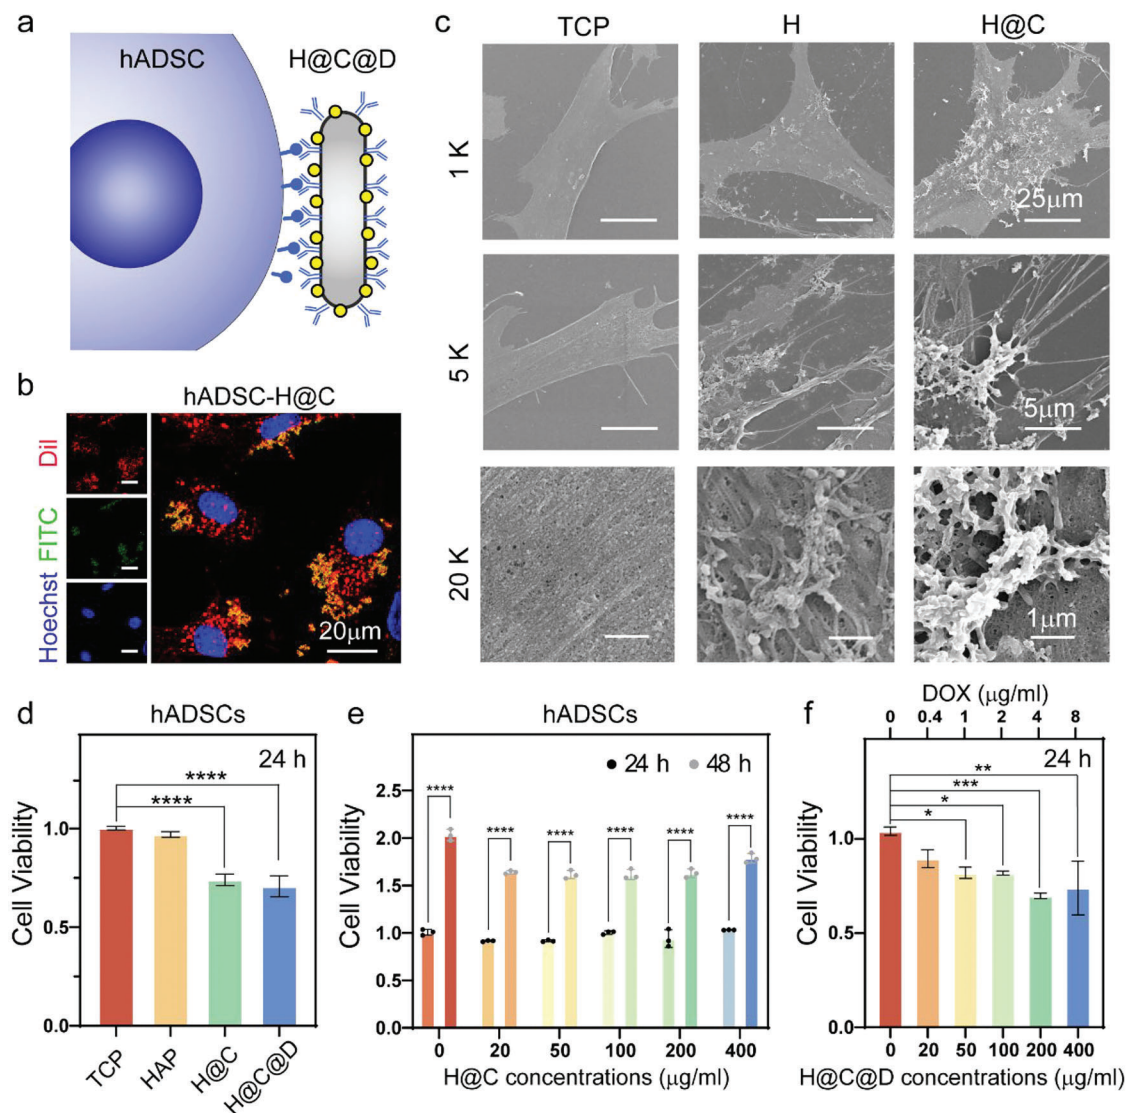 a
hADSC
H@C@D
b
hADSC-H@C
Hoechst FITC DiI
20μm
c
TCP
H
H@C
1 K
25μm
5 K
5μm
20 K
1μm
d
hADSCs
24 h
****
****
Cell Viability
1.0
0.5
0.0
TCP
HAP
H@C
H@C@D
e
hADSCs
24 h
48 h
****
****
****
****
****
****
Cell Viability
2.5
2.0
1.5
1.0
0.5
0.0
0 20 50 100 200 400
H@C concentrations (μg/ml)
f
DOX (μg/ml)
0 0.4 1 2 4 8
24 h
**
***
*
*
Cell Viability
1.0
0.5
0.0
0 20 50 100 200 400
H@C@D concentrations (μg/ml)